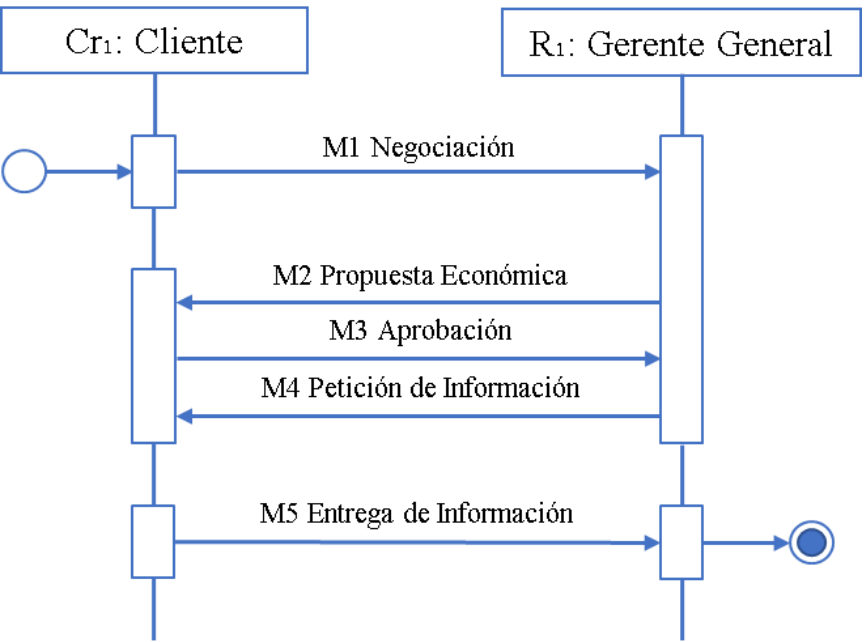 Cr₁: Cliente
R₁: Gerente General
M1 Negociación
M2 Propuesta Económica
M3 Aprobación
M4 Petición de Información
M5 Entrega de Información